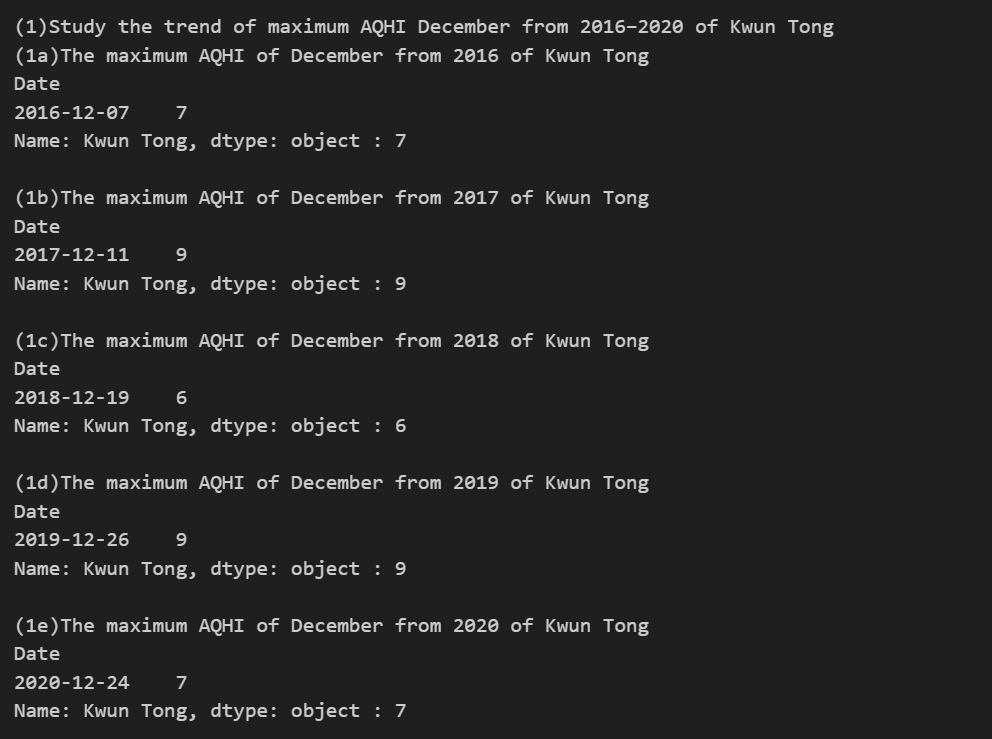 (1)Study the trend of maximum AQHI December from 2016–2020 of Kwun Tong
(1a)The maximum AQHI of December from 2016 of Kwun Tong
Date
2016-12-07    7
Name: Kwun Tong, dtype: object : 7

(1b)The maximum AQHI of December from 2017 of Kwun Tong
Date
2017-12-11    9
Name: Kwun Tong, dtype: object : 9

(1c)The maximum AQHI of December from 2018 of Kwun Tong
Date
2018-12-19    6
Name: Kwun Tong, dtype: object : 6

(1d)The maximum AQHI of December from 2019 of Kwun Tong
Date
2019-12-26    9
Name: Kwun Tong, dtype: object : 9

(1e)The maximum AQHI of December from 2020 of Kwun Tong
Date
2020-12-24    7
Name: Kwun Tong, dtype: object : 7